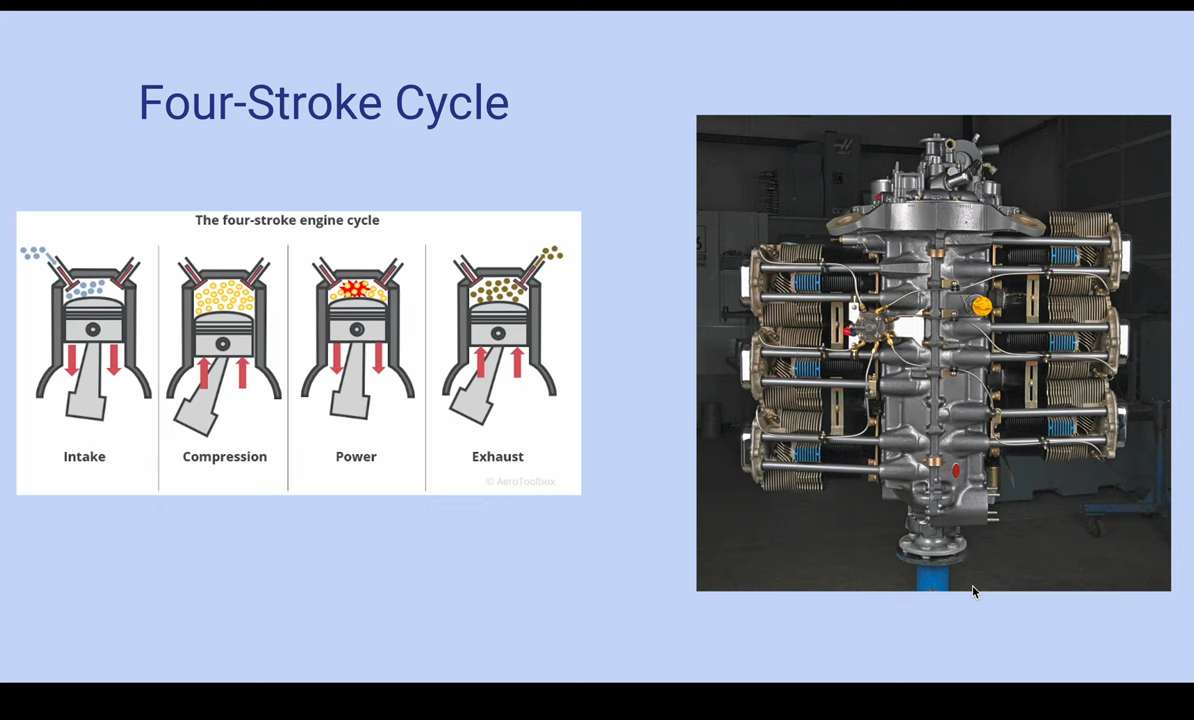 Four-Stroke Cycle
The four-stroke engine cycle
Intake
Compression
Power
Exhaust
© AeroToolbox